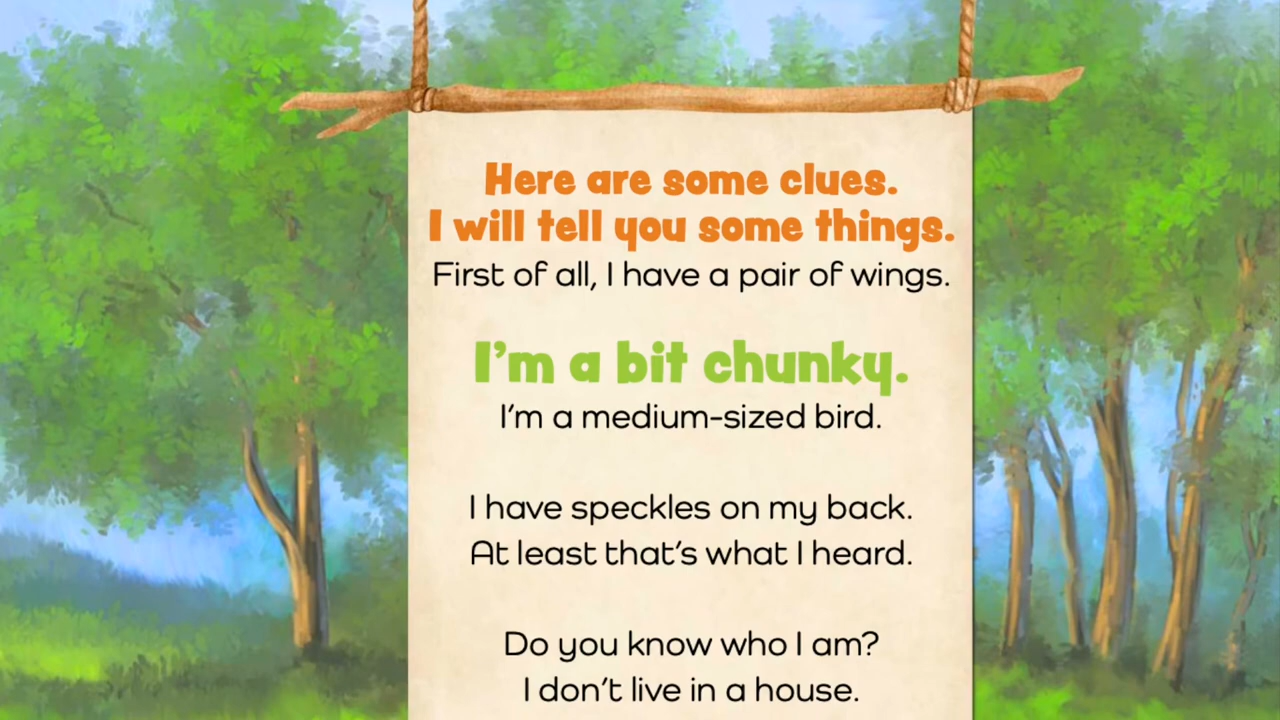 Here are some clues.
I will tell you some things.
First of all, I have a pair of wings.
I'm a bit chunky.
I'm a medium-sized bird.
I have speckles on my back.
At least that's what I heard.
Do you know who I am?
I don't live in a house.